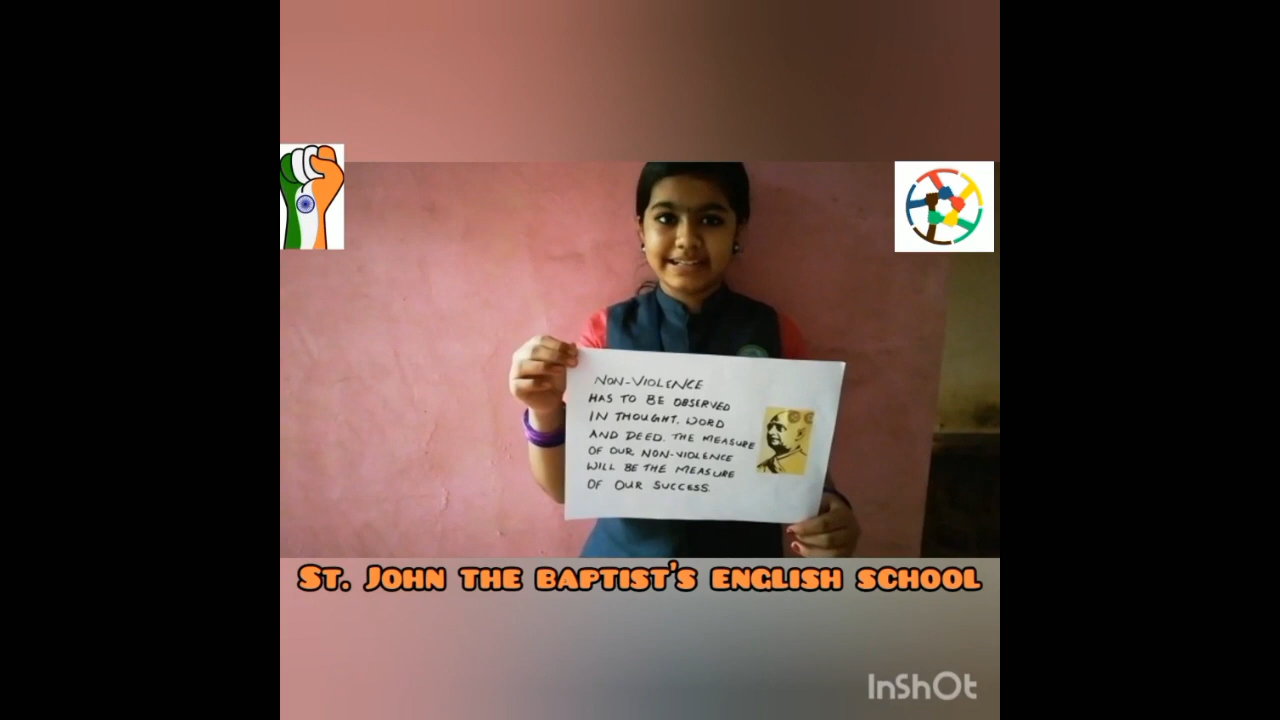 NON-VIOLENCE
HAS TO BE OBSERVED
IN THOUGHT, WORD
AND DEED. THE MEASURE
OF OUR NON-VIOLENCE
WILL BE THE MEASURE
OF OUR SUCCESS.
ST. JOHN THE BAPTIST'S ENGLISH SCHOOL
InShOt